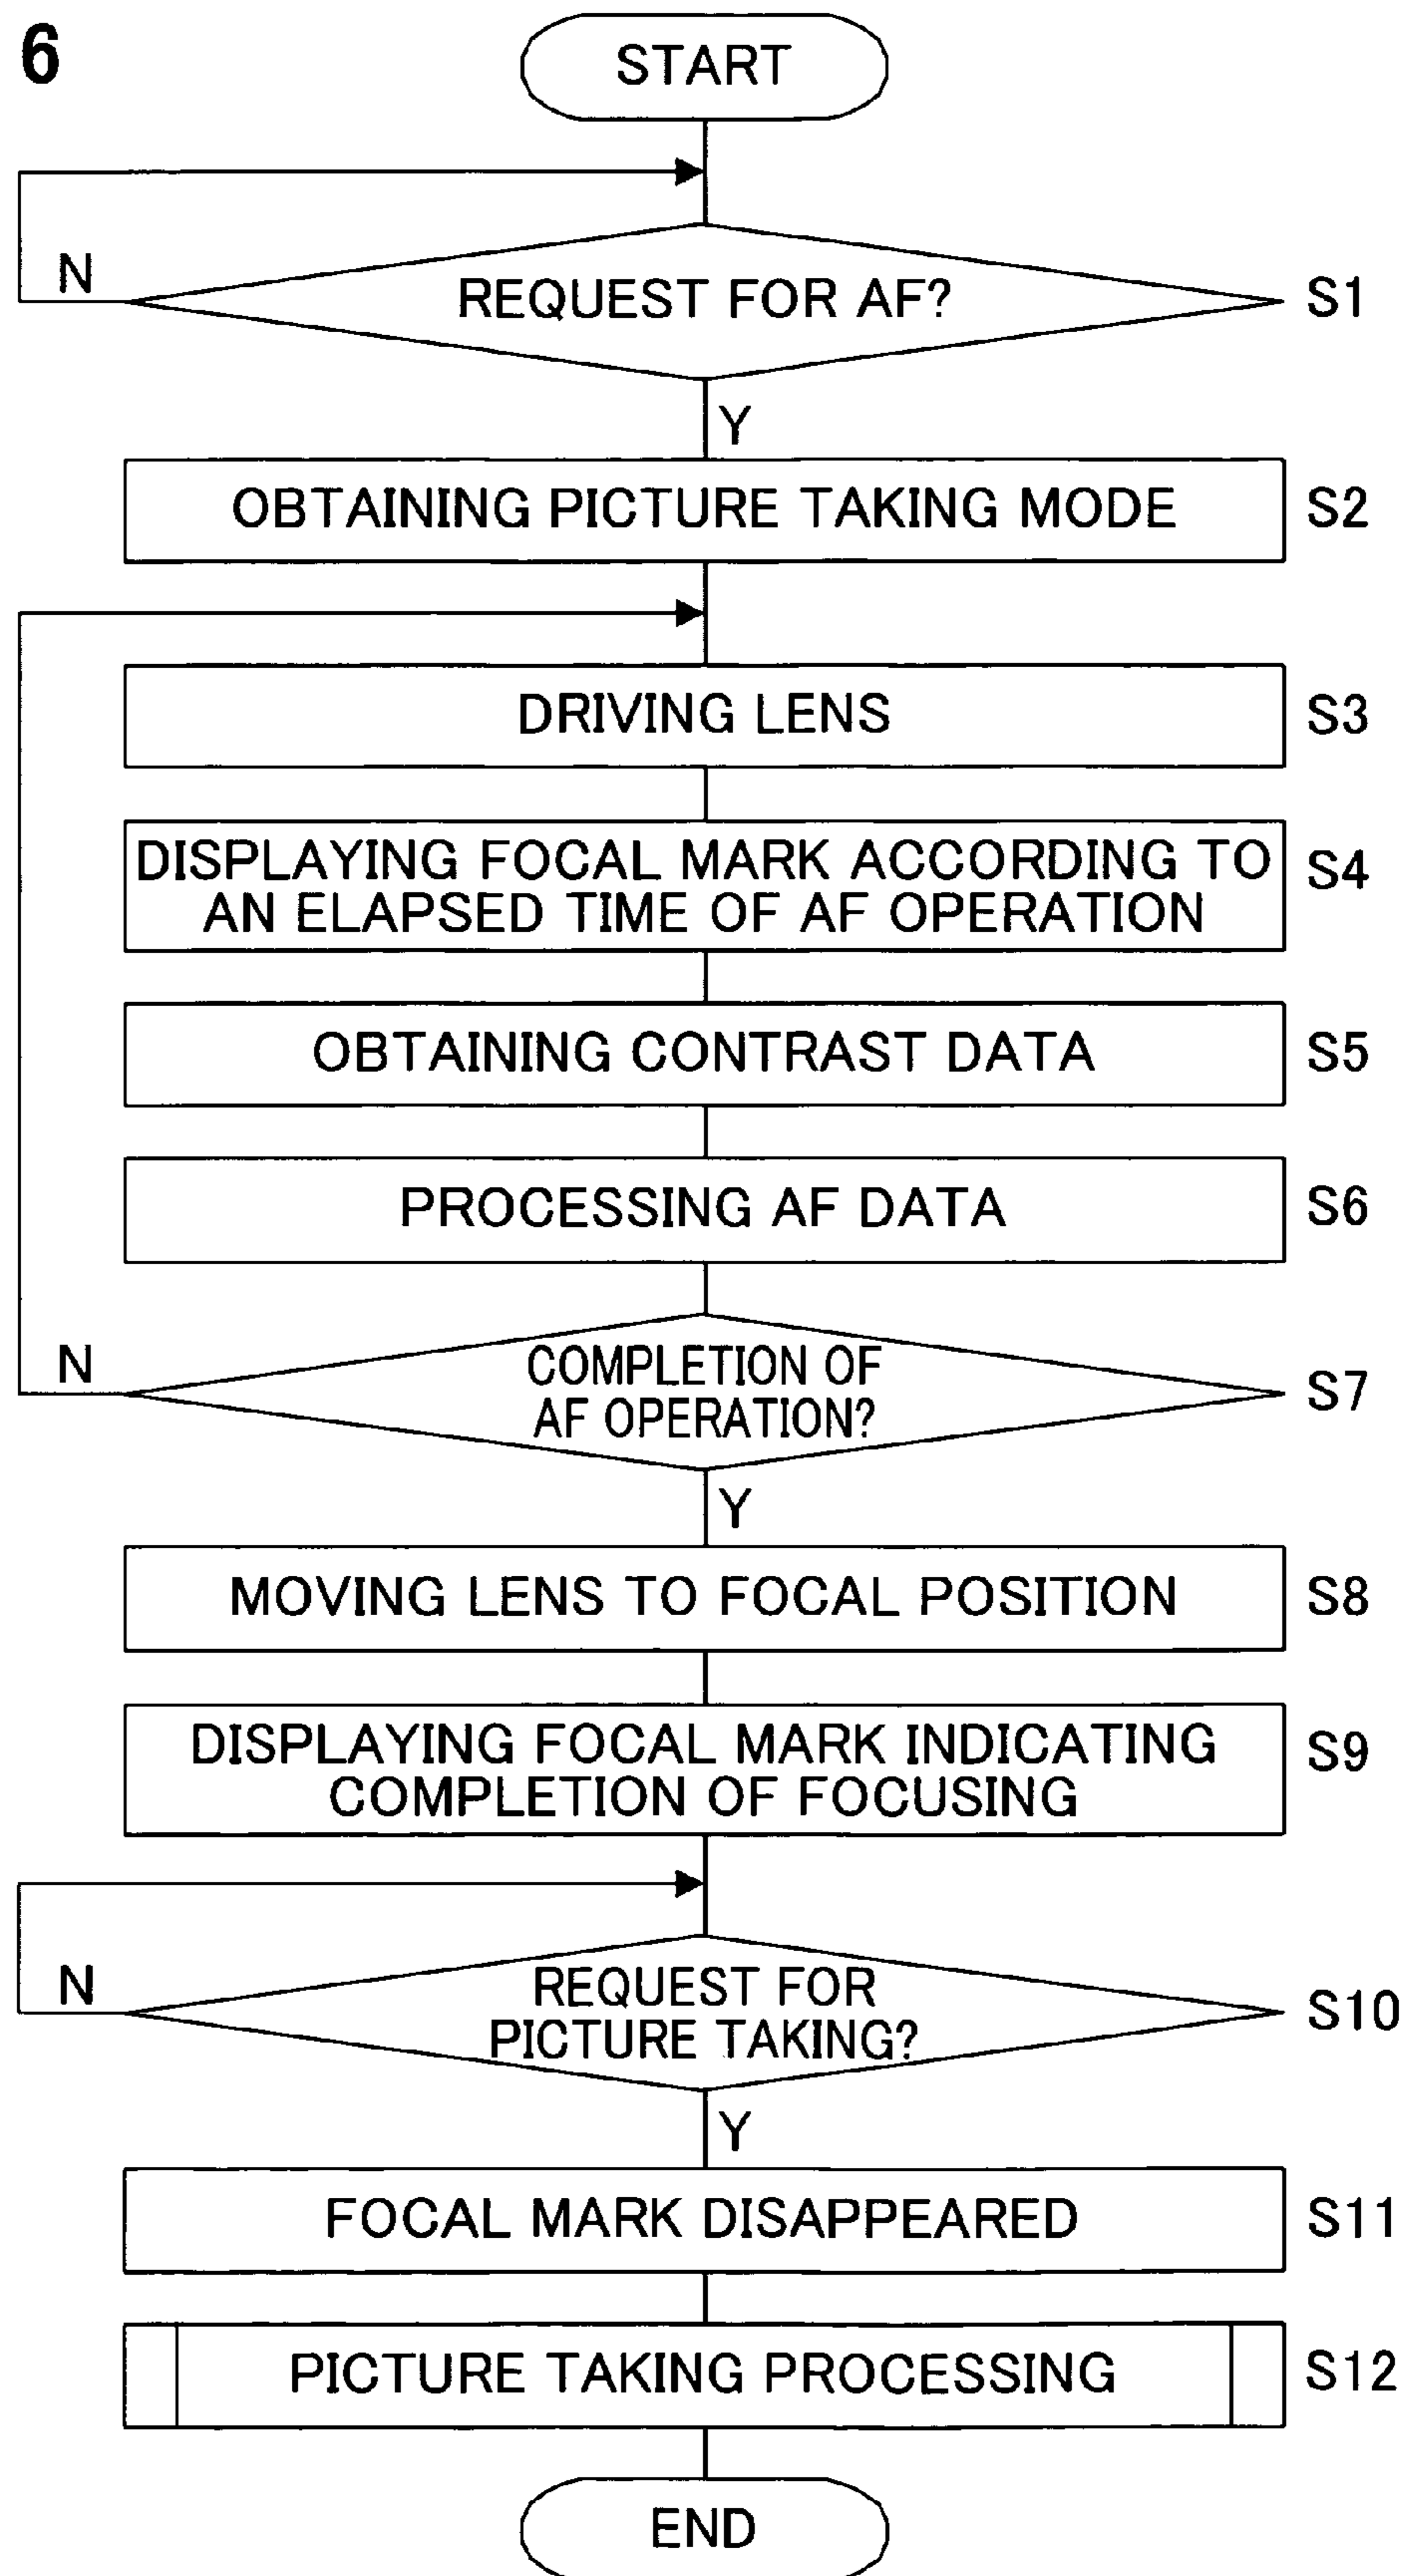 6
START
N
REQUEST FOR AF?
S1
Y
OBTAINING PICTURE TAKING MODE
S2
DRIVING LENS
S3
DISPLAYING FOCAL MARK ACCORDING TO
AN ELAPSED TIME OF AF OPERATION
S4
OBTAINING CONTRAST DATA
S5
PROCESSING AF DATA
S6
N
COMPLETION OF
AF OPERATION?
S7
Y
MOVING LENS TO FOCAL POSITION
S8
DISPLAYING FOCAL MARK INDICATING
COMPLETION OF FOCUSING
S9
N
REQUEST FOR
PICTURE TAKING?
S10
Y
FOCAL MARK DISAPPEARED
S11
PICTURE TAKING PROCESSING
S12
END